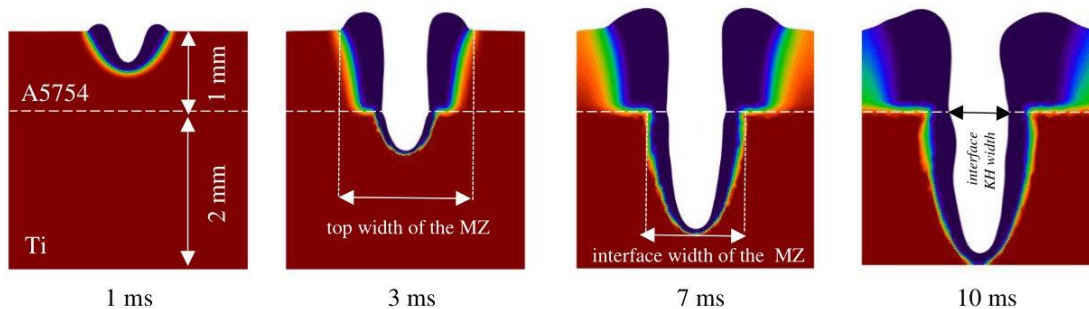 A5754
1 mm
2 mm
Ti
top width of the MZ
interface width of the MZ
interface
KH width
1 ms
3 ms
7 ms
10 ms